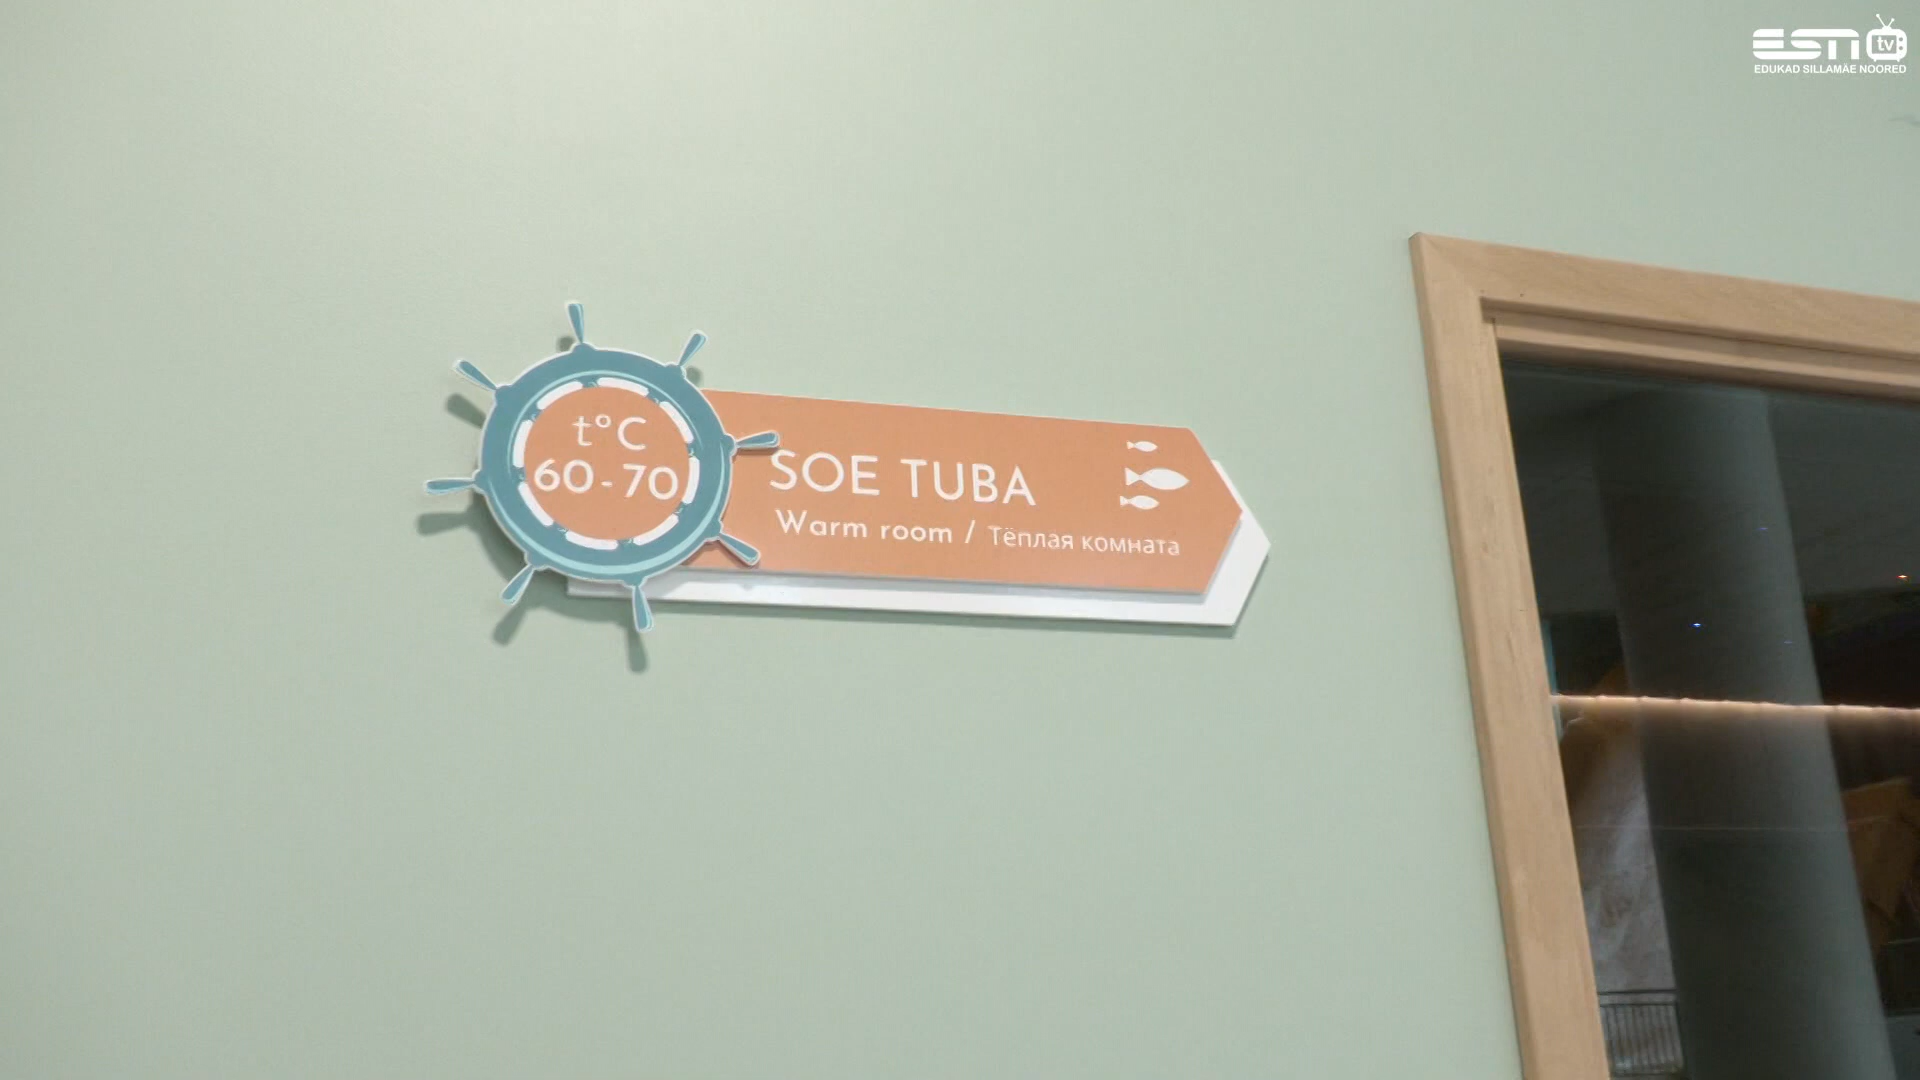 ESN tv
EDUKAD SILLAMÄE NOORED
t°C
60-70
SOE TUBA
Warm room / Тёплая комната